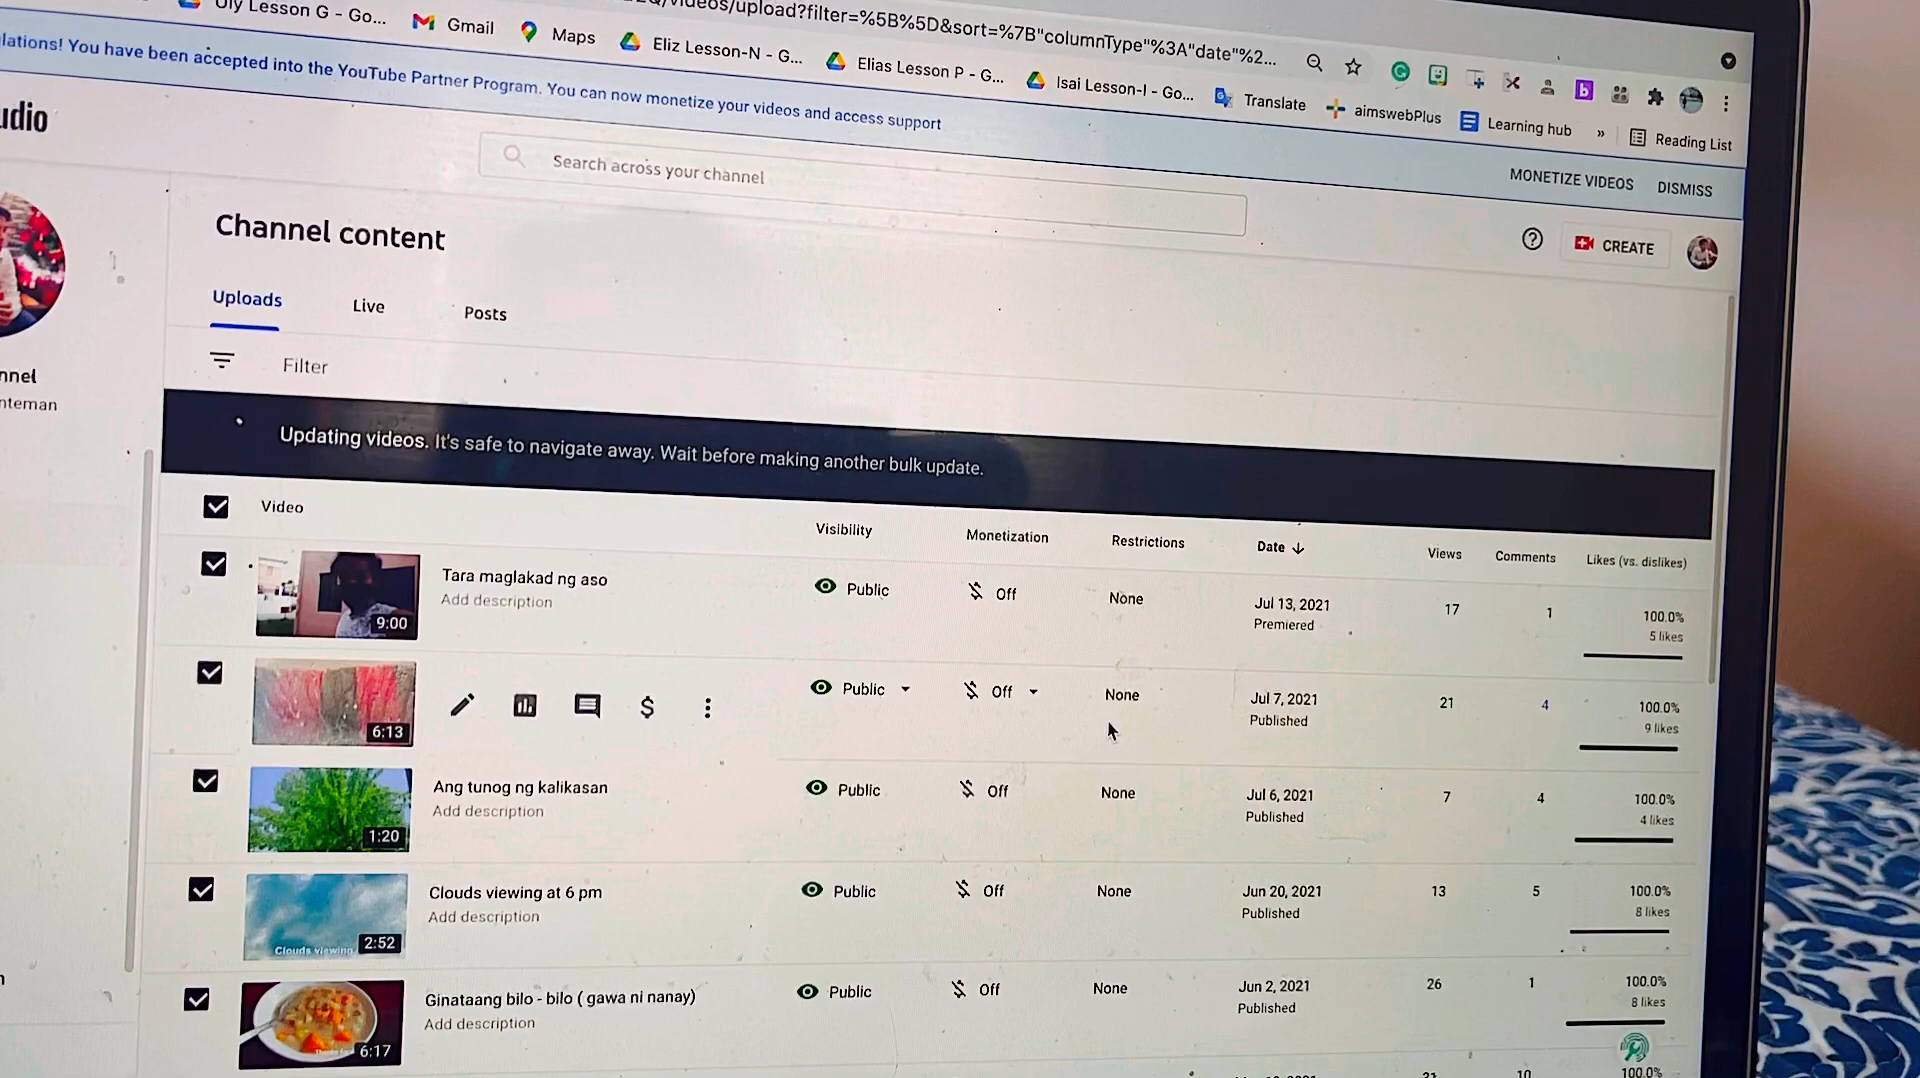 /videos/upload?filter=%5B%5D&sort=%7B"columnType"%3A"date"%2...
Uly Lesson G - Go...
Gmail
Maps
Eliz Lesson-N - G...
Elias Lesson P - G...
Isai Lesson-I - Go...
Translate
aimswebPlus
Learning hub
»
Reading List
lations! You have been accepted into the YouTube Partner Program. You can now monetize your videos and access support
MONETIZE VIDEOS
DISMISS
udio
Search across your channel
CREATE
Channel content
Uploads
Live
Posts
nnel
nteman
Filter
Updating videos. It's safe to navigate away. Wait before making another bulk update.
Video
Visibility
Monetization
Restrictions
Date
Views
Comments
Likes (vs. dislikes)
9:00
Tara maglakad ng aso
Add description
Public
Off
None
Jul 13, 2021
Premiered
17
1
100.0%
5 likes
6:13
Public
Off
None
Jul 7, 2021
Published
21
4
100.0%
9 likes
1:20
Ang tunog ng kalikasan
Add description
Public
Off
None
Jul 6, 2021
Published
7
4
100.0%
4 likes
Clouds viewing
2:52
Clouds viewing at 6 pm
Add description
Public
Off
None
Jun 20, 2021
Published
13
5
100.0%
8 likes
6:17
Ginataang bilo - bilo ( gawa ni nanay)
Add description
Public
Off
None
Jun 2, 2021
Published
26
1
100.0%
8 likes
10
100.0%